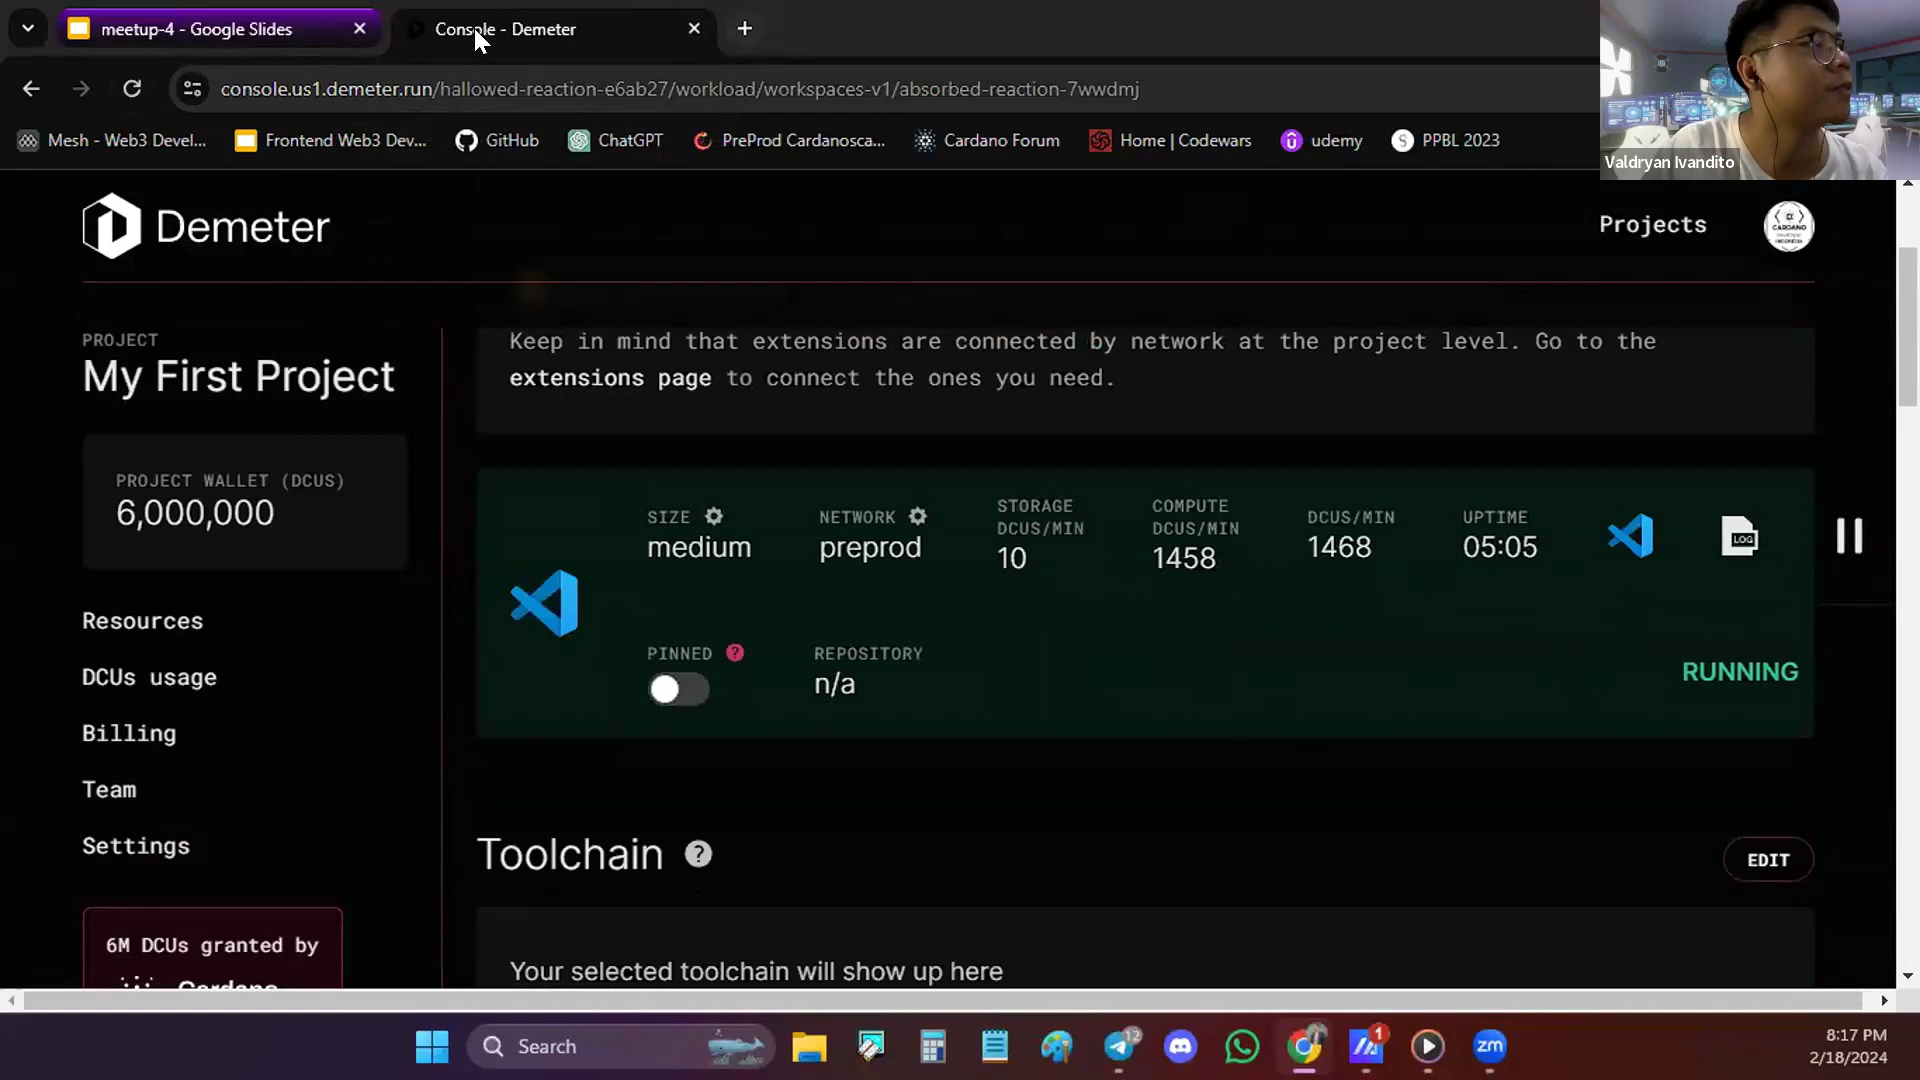 meetup-4 - Google Slides
Console - Demeter
console.us1.demeter.run/hallowed-reaction-e6ab27/workload/workspaces-v1/absorbed-reaction-7wwdmj
Mesh - Web3 Devel...
Frontend Web3 Dev...
GitHub
ChatGPT
PreProd Cardanosca...
Cardano Forum
Home | Codewars
udemy
PPBL 2023
Valdryan Ivandito
Demeter
Projects
CARDANO
PROJECT
My First Project
PROJECT WALLET (DCUS)
6,000,000
Resources
DCUs usage
Billing
Team
Settings
6M DCUs granted by
Cardano
Keep in mind that extensions are connected by network at the project level. Go to the
extensions page to connect the ones you need.
SIZE
medium
NETWORK
preprod
STORAGE
DCUS/MIN
10
COMPUTE
DCUS/MIN
1458
DCUS/MIN
1468
UPTIME
05:05
LOG
PINNED
REPOSITORY
n/a
RUNNING
Toolchain
EDIT
Your selected toolchain will show up here
Search
12
1
zm
8:17 PM
2/18/2024